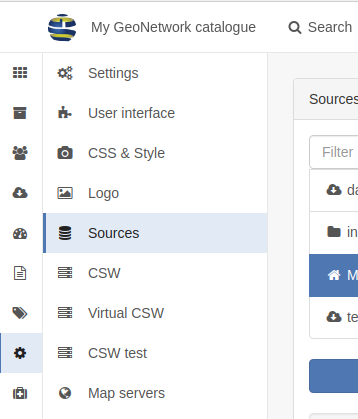 My GeoNetwork catalogue Search
Settings
User interface
CSS & Style
Logo
Sources
CSW
Virtual CSW
CSW test
Map servers
Sources
Filter
da
in
M
te